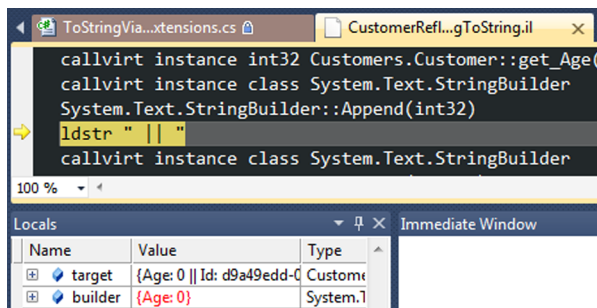 ToStringVia...xtensions.cs CustomerRefl...gToString.il
callvirt instance int32 Customers.Customer::get_Age(
callvirt instance class System.Text.StringBuilder
System.Text.StringBuilder::Append(int32)
ldstr " || "
callvirt instance class System.Text.StringBuilder
100 %
Locals Immediate Window
Name Value Type
target {Age: 0 || Id: d9a49edd-0 Custome
builder {Age: 0} System.T